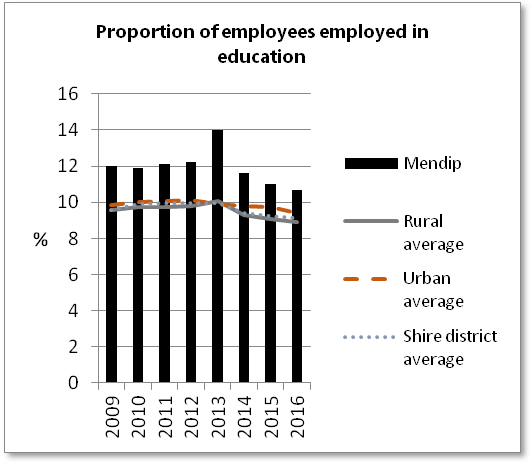 Proportion of employees employed in
education
16
14
12
10
8
6
4
2
0
%
2009
2010
2011
2012
2013
2014
2015
2016
Mendip
Rural
average
Urban
average
Shire district
average